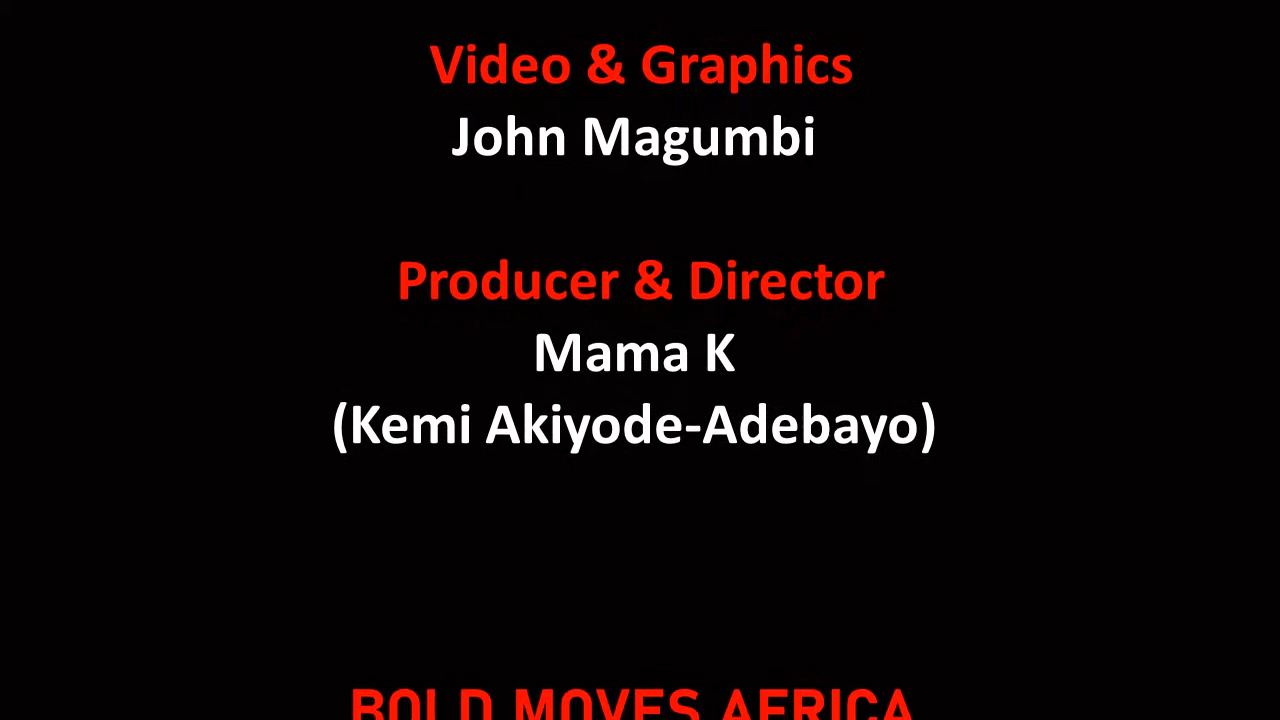 Video & Graphics
John Magumbi
Producer & Director
Mama K
(Kemi Akiyode-Adebayo)
BOLD MOVES AFRICA